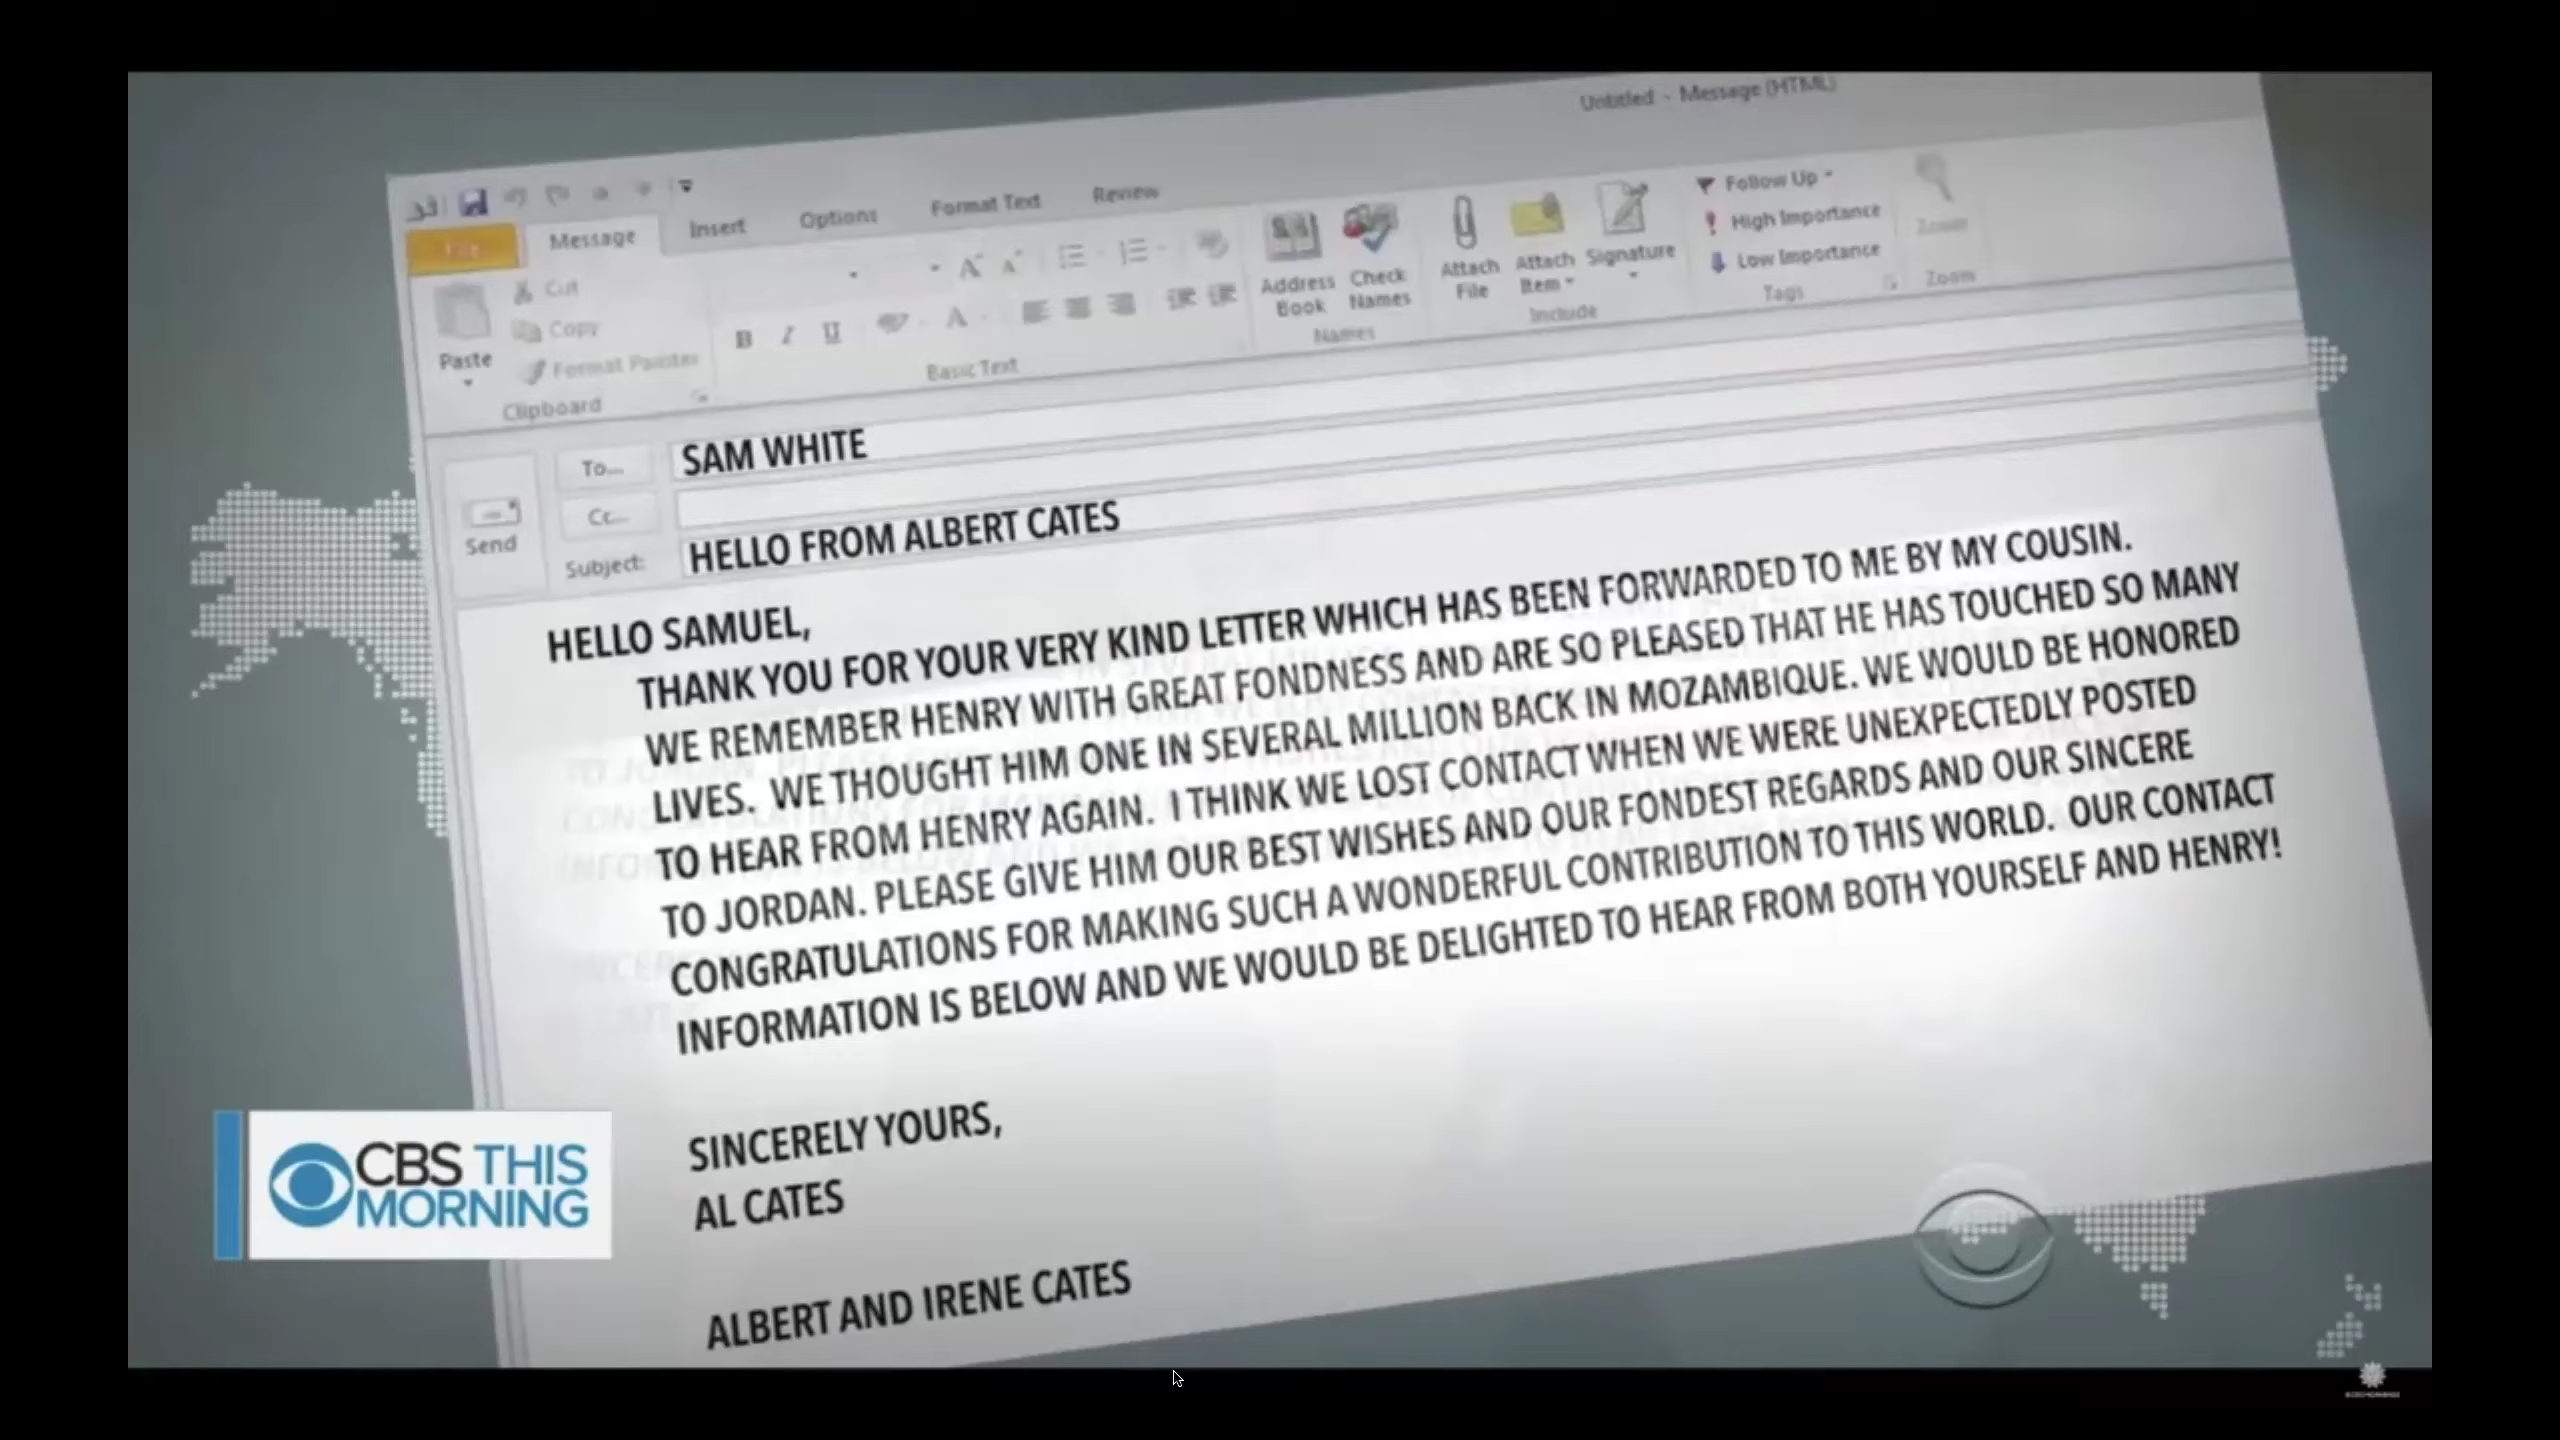 Untitled - Message (HTML)
File
Message
Insert
Options
Format Text
Review
Paste
Cut
Copy
Format Painter
Clipboard
B I U
Basic Text
Address Book
Check Names
Names
Attach File
Attach Item
Signature
Include
Follow Up
High Importance
Low Importance
Tags
Zoom
Zoom
Send
To...
SAM WHITE
Cc...
Subject:
HELLO FROM ALBERT CATES
HELLO SAMUEL,
THANK YOU FOR YOUR VERY KIND LETTER WHICH HAS BEEN FORWARDED TO ME BY MY COUSIN.
WE REMEMBER HENRY WITH GREAT FONDNESS AND ARE SO PLEASED THAT HE HAS TOUCHED SO MANY
LIVES. WE THOUGHT HIM ONE IN SEVERAL MILLION BACK IN MOZAMBIQUE. WE WOULD BE HONORED
TO HEAR FROM HENRY AGAIN. I THINK WE LOST CONTACT WHEN WE WERE UNEXPECTEDLY POSTED
TO JORDAN. PLEASE GIVE HIM OUR BEST WISHES AND OUR FONDEST REGARDS AND OUR SINCERE
CONGRATULATIONS FOR MAKING SUCH A WONDERFUL CONTRIBUTION TO THIS WORLD. OUR CONTACT
INFORMATION IS BELOW AND WE WOULD BE DELIGHTED TO HEAR FROM BOTH YOURSELF AND HENRY!
SINCERELY YOURS,
AL CATES
ALBERT AND IRENE CATES
CBS THIS
MORNING